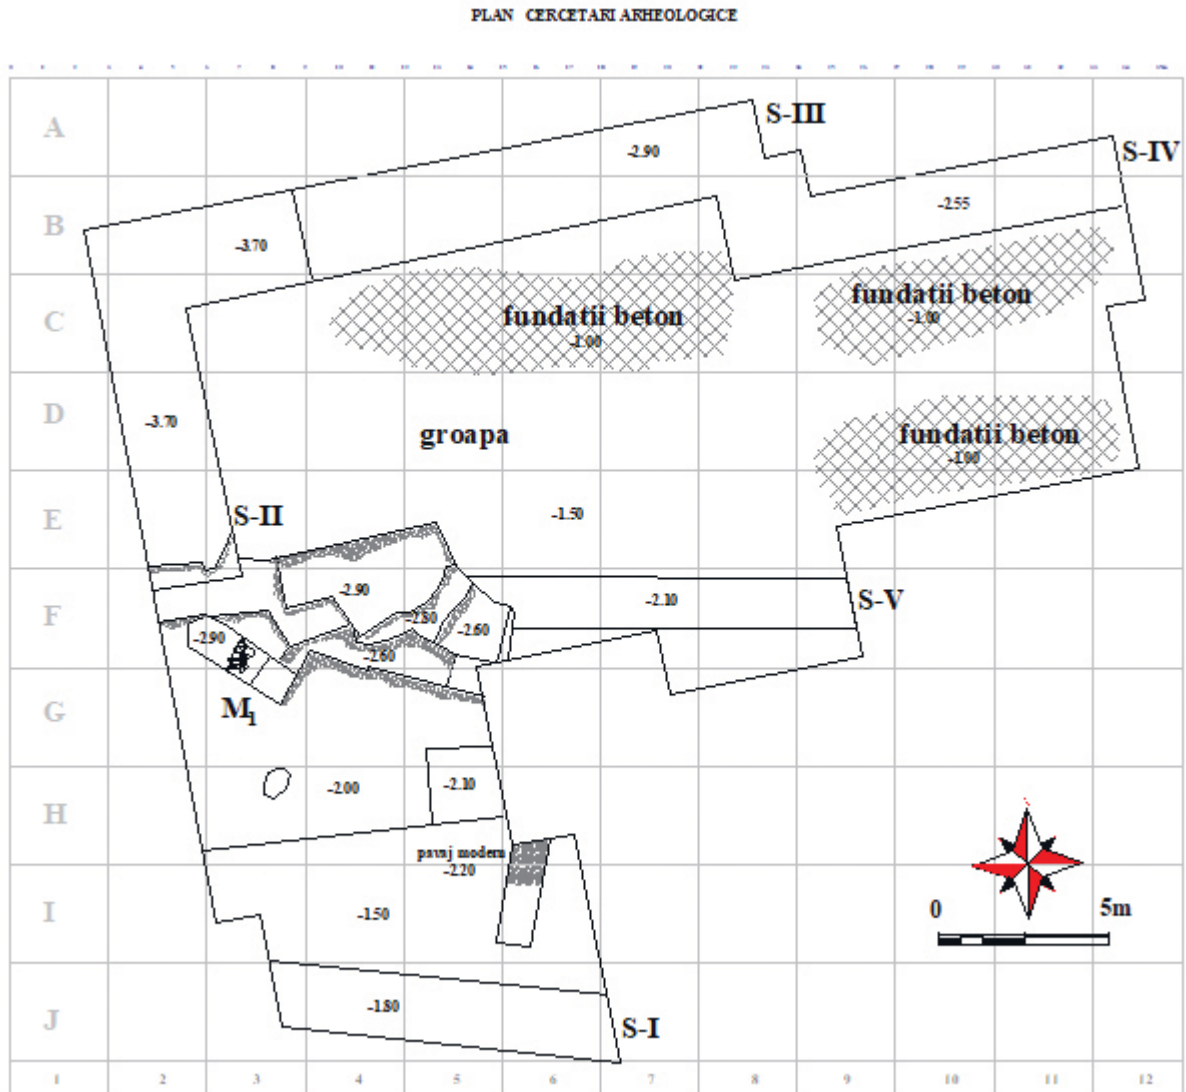 PLAN CERCETARI ARHEOLOGICE
A
S-III
-2.90
S-IV
B
-2.55
-3.70
C
fundatii beton
-1.00
fundatii beton
-1.00
D
-3.70
groapa
fundatii beton
-1.00
E
S-II
-1.50
F
-2.90
-2.10
S-V
-2.60
-2.90
-2.60
G
M1
H
-2.00
-2.10
pavaj modern
-2.20
I
-1.50
0
5m
J
-1.80
S-I
1 2 3 4 5 6 7 8 9 10 11 12